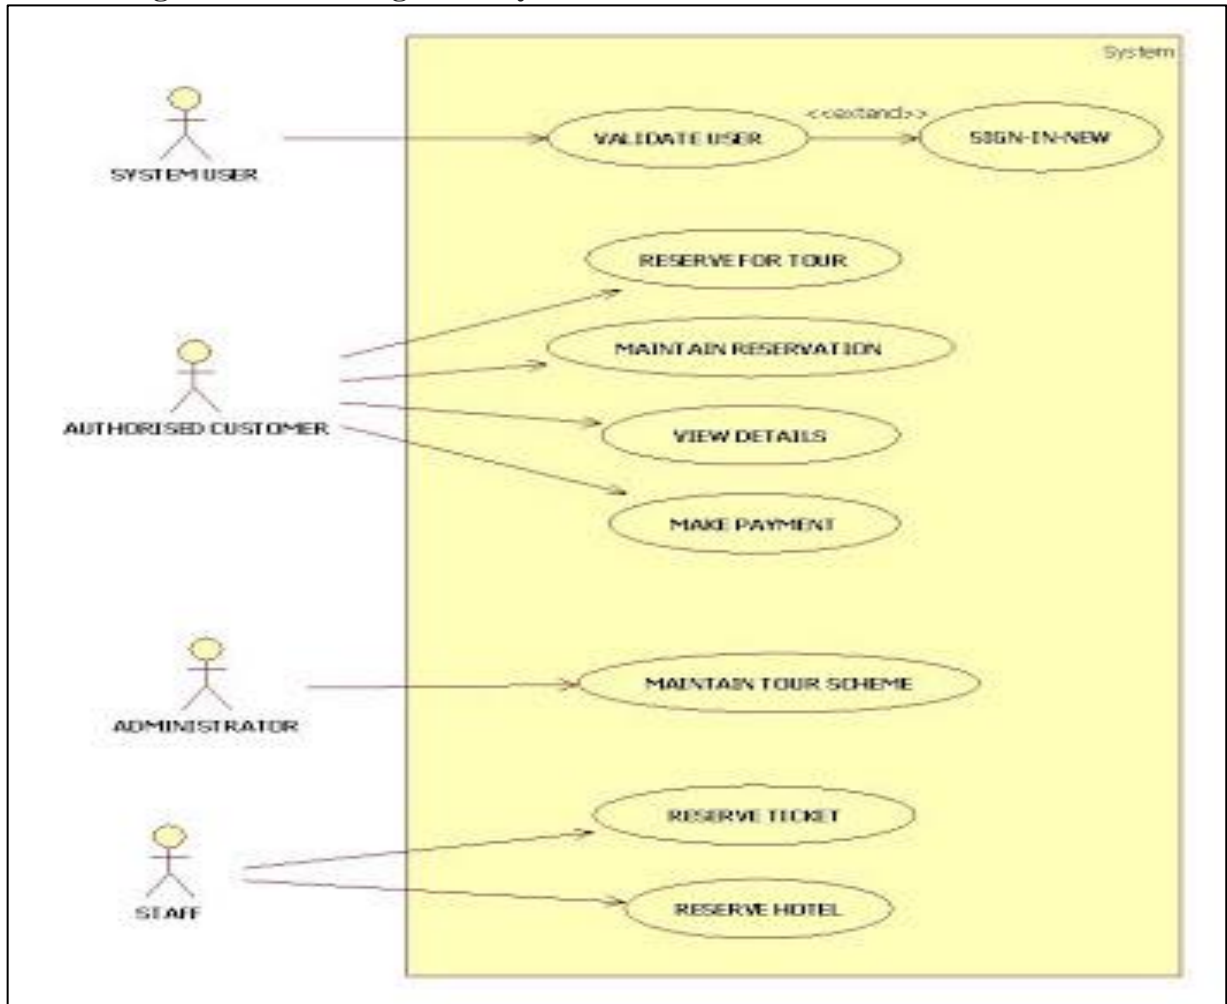 System
<<extand>>
VALIDATE USER
SIGN-IN-NEW
SYSTEM USER
RESERVE FOR TOUR
MAINTAIN RESERVATION
AUTHORISED CUSTOMER
VIEW DETAILS
MAKE PAYMENT
MAINTAIN TOUR SCHEME
ADMINISTRATOR
RESERVE TICKET
STAFF
RESERVE HOTEL